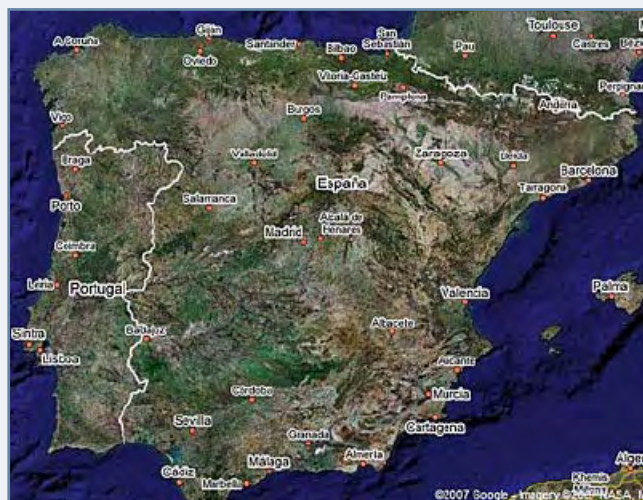 Toulouse
A Coruña
Gijón
San
Sebastián
Castres
Santander
Oviedo
Bilbao
Pau
Vitoria-Gasteiz
Pamplona
Andorra
Vigo
Burgos
Braga
Valladolid
Zaragoza
Lleida
Barcelona
España
Porto
Salamanca
Tarragona
Alcalá de
Henares
Madrid
Coimbra
Leiria
Portugal
Palma
Valencia
Sintra
Badajoz
Albacete
Lisboa
Alicante
Córdoba
Murcia
Sevilla
Cartagena
Granada
Málaga
Almería
Cádiz
Marbella
Khemis
©2007 Google - Imagery